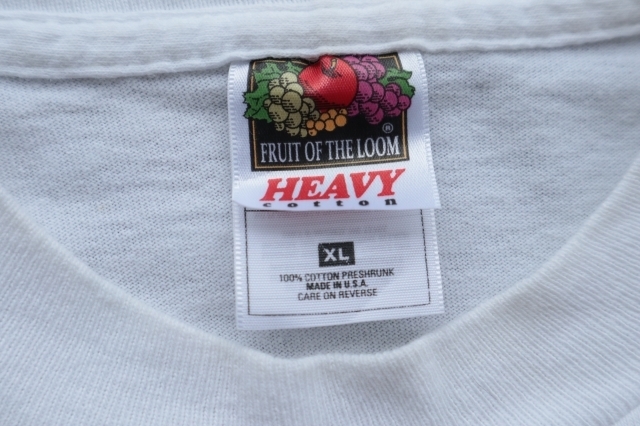 ®
FRUIT OF THE LOOM
HEAVY
cotton
XL
100% COTTON PRESHRUNK
MADE IN U.S.A.
CARE ON REVERSE